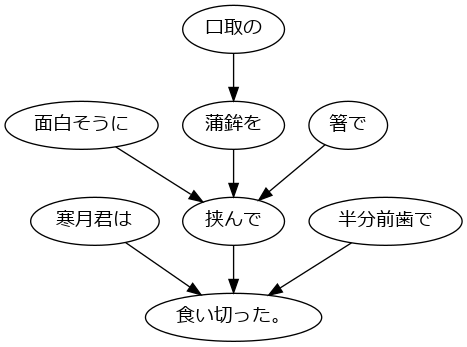 口取の
面白そうに 蒲鉾を 箸で
寒月君は 挟んで 半分前歯で
食い切った。